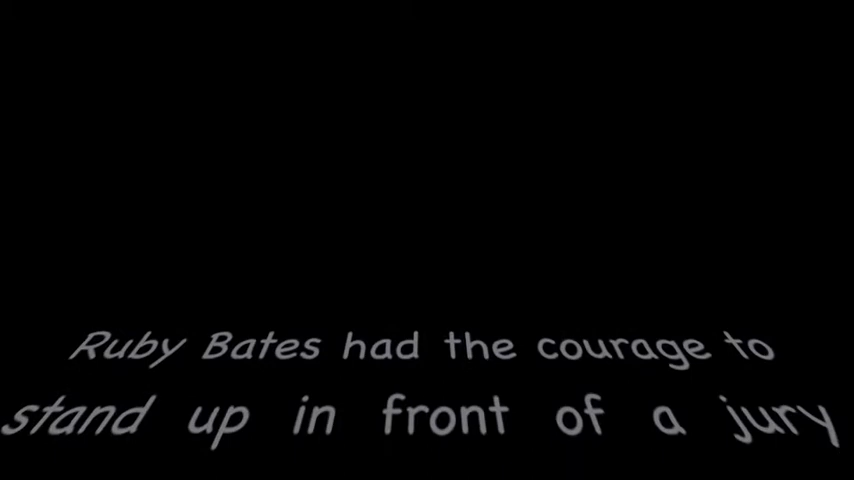 Ruby Bates had the courage to
stand up in front of a jury